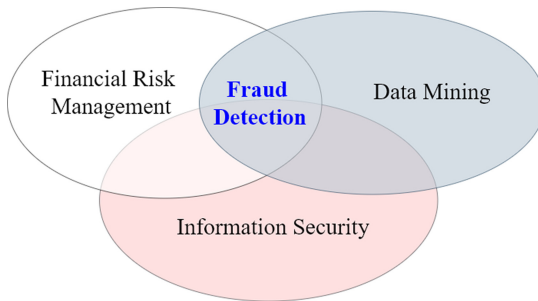 Financial Risk
Management
Fraud
Detection
Data Mining
Information Security